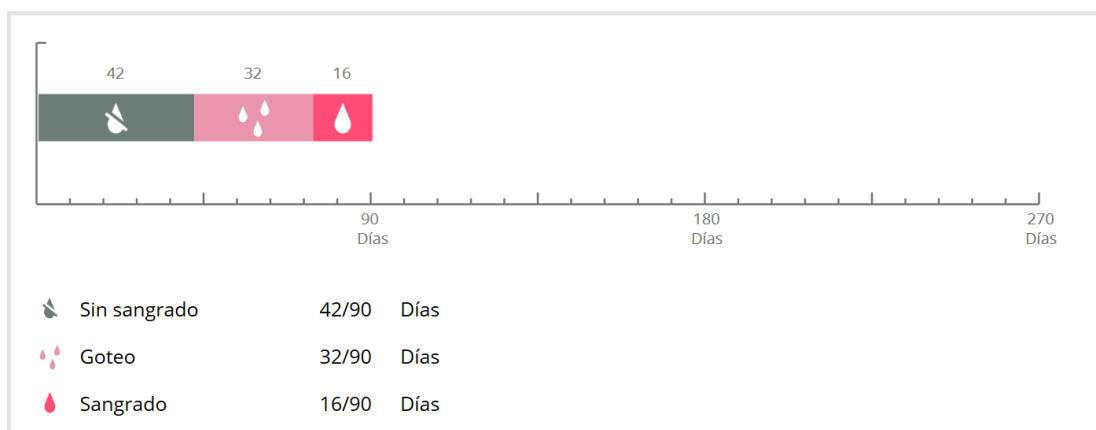 42 32 16
90 180 270
Días Días Días
Sin sangrado 42/90 Días
Goteo 32/90 Días
Sangrado 16/90 Días